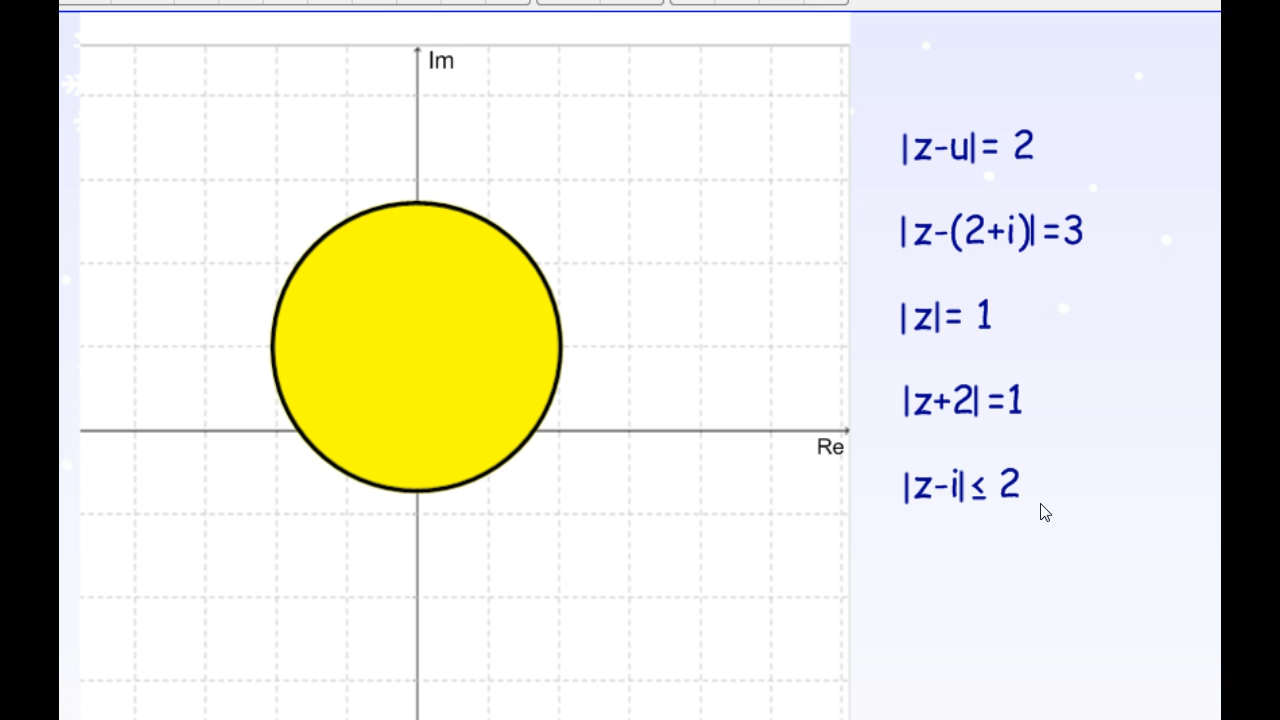 Im
Re
|z-u|= 2
|z-(2+i)|=3
|z|= 1
|z+2|=1
|z-i|≤ 2